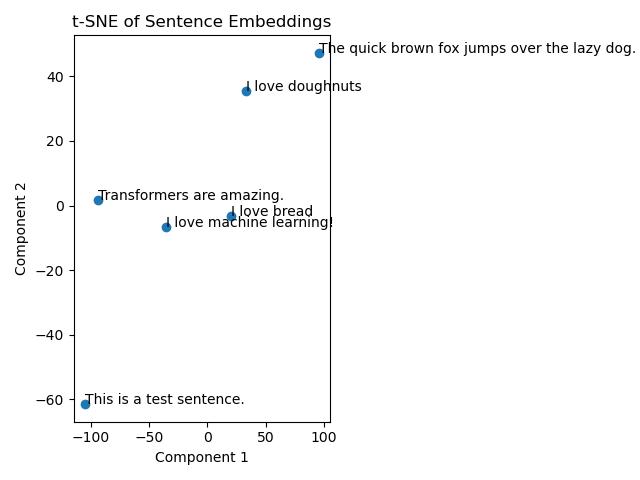 t-SNE of Sentence Embeddings
The quick brown fox jumps over the lazy dog.
I love doughnuts
Transformers are amazing.
I love bread
I love machine learning!
This is a test sentence.
Component 2
40
20
0
−20
−40
−60
−100
−50
0
50
100
Component 1